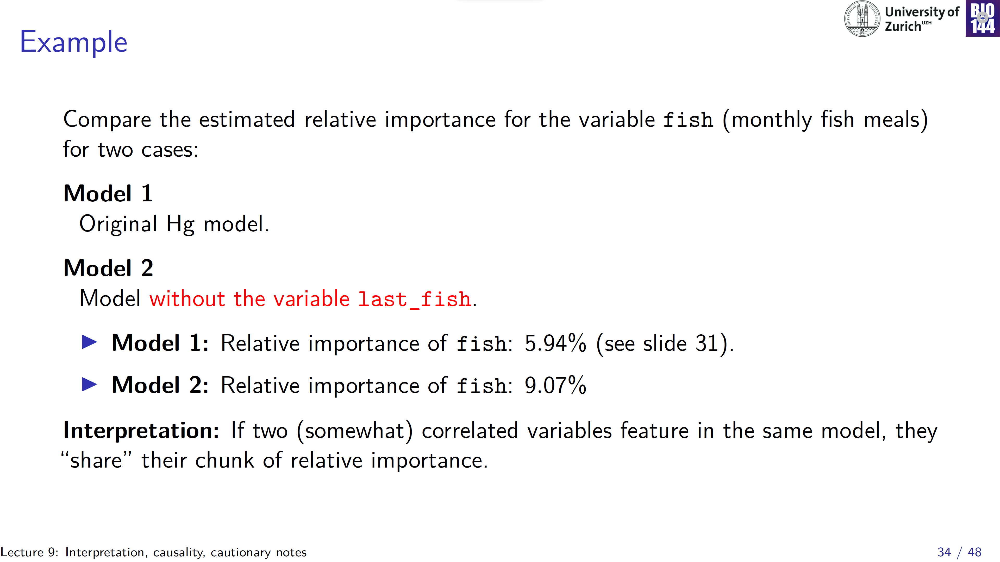 University of
Zurich UZH
BIO
144
Example
Compare the estimated relative importance for the variable fish (monthly fish meals)
for two cases:
Model 1
Original Hg model.
Model 2
Model without the variable last_fish.
▶ Model 1: Relative importance of fish: 5.94% (see slide 31).
▶ Model 2: Relative importance of fish: 9.07%
Interpretation: If two (somewhat) correlated variables feature in the same model, they
“share” their chunk of relative importance.
Lecture 9: Interpretation, causality, cautionary notes
34 / 48